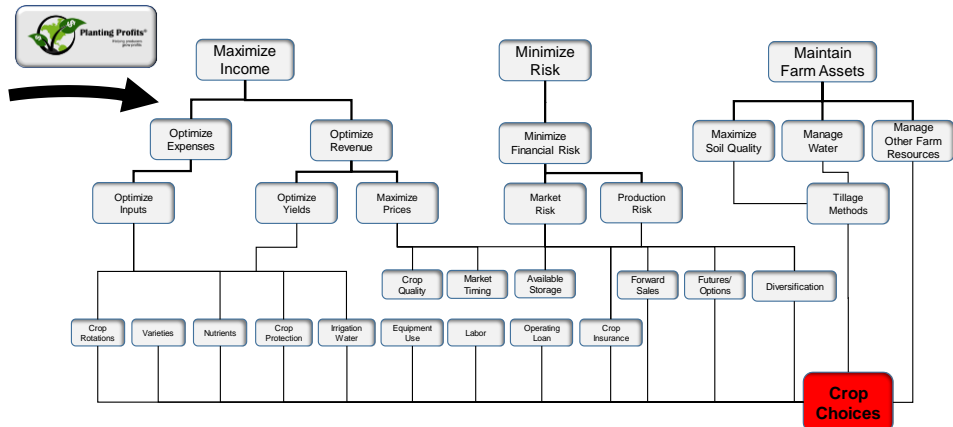 Planting Profits®
Maximize
Income
Minimize
Risk
Maintain
Farm Assets
Optimize
Expenses
Optimize
Revenue
Minimize
Financial Risk
Maximize
Soil Quality
Manage
Water
Manage
Other Farm
Resources
Optimize
Inputs
Optimize
Yields
Maximize
Prices
Market
Risk
Production
Risk
Tillage
Methods
Crop
Quality
Market
Timing
Available
Storage
Forward
Sales
Futures/
Options
Diversification
Crop
Rotations
Varieties
Nutrients
Crop
Protection
Irrigation
Water
Equipment
Use
Labor
Operating
Loan
Crop
Insurance
Crop
Choices